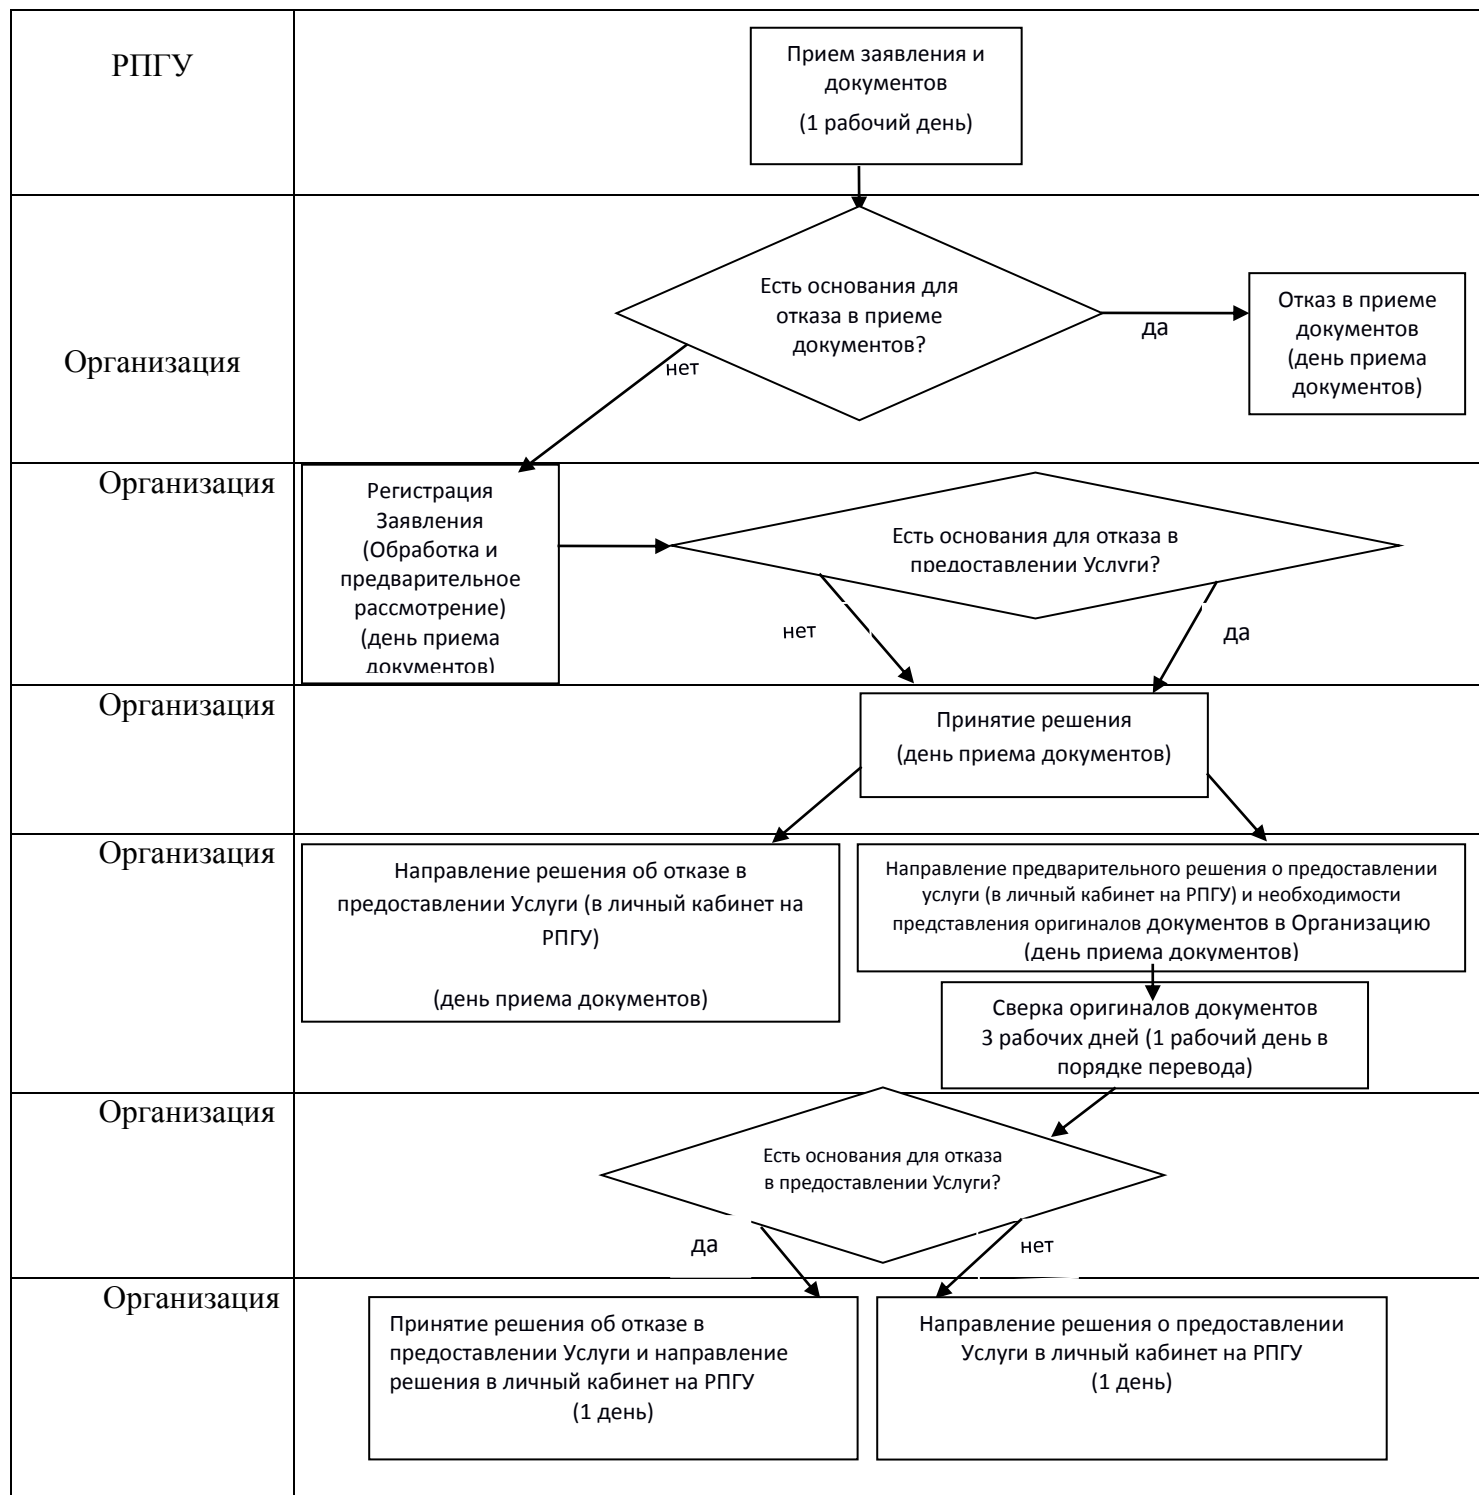 РПГУ
Прием заявления и
документов
(1 рабочий день)
Организация
Есть основания для
отказа в приеме
документов?
да
Отказ в приеме
документов
(день приема
документов)
нет
Организация
Регистрация
Заявления
(Обработка и
предварительное
рассмотрение)
(день приема
документов)
Есть основания для отказа в
предоставлении Услуги?
нет
да
Организация
Принятие решения
(день приема документов)
Организация
Направление решения об отказе в
предоставлении Услуги (в личный кабинет на
РПГУ)
(день приема документов)
Направление предварительного решения о предоставлении
услуги (в личный кабинет на РПГУ) и необходимости
представления оригиналов документов в Организацию
(день приема документов)
Сверка оригиналов документов
3 рабочих дней (1 рабочий день в
порядке перевода)
Организация
Есть основания для отказа
в предоставлении Услуги?
да
нет
Организация
Принятие решения об отказе в
предоставлении Услуги и направление
решения в личный кабинет на РПГУ
(1 день)
Направление решения о предоставлении
Услуги в личный кабинет на РПГУ
(1 день)